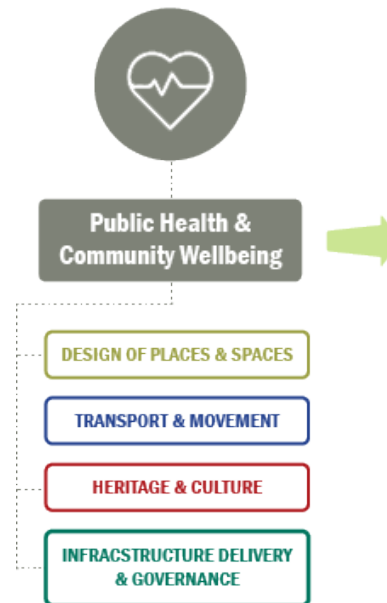 Public Health &
Community Wellbeing
DESIGN OF PLACES & SPACES
TRANSPORT & MOVEMENT
HERITAGE & CULTURE
INFRACSTRUCTURE DELIVERY
& GOVERNANCE